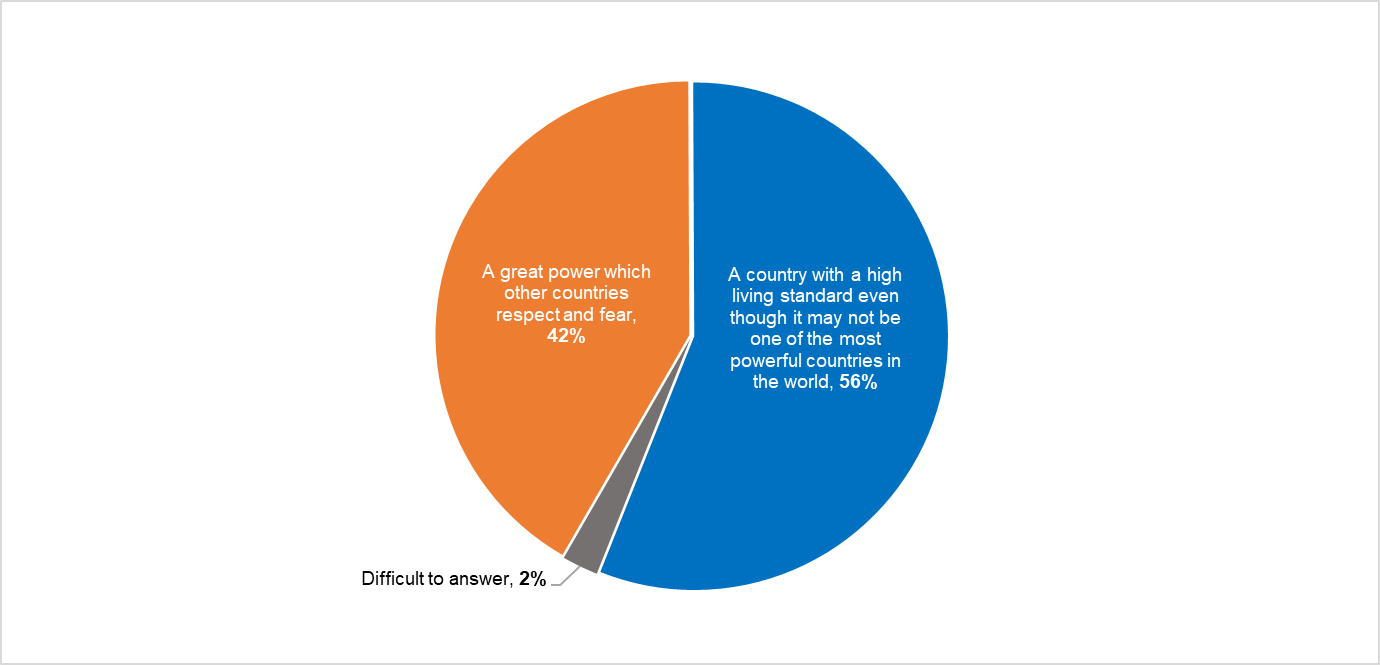 A great power which
other countries
respect and fear,
42%
A country with a high
living standard even
though it may not be
one of the most
powerful countries in
the world, 56%
Difficult to answer, 2%